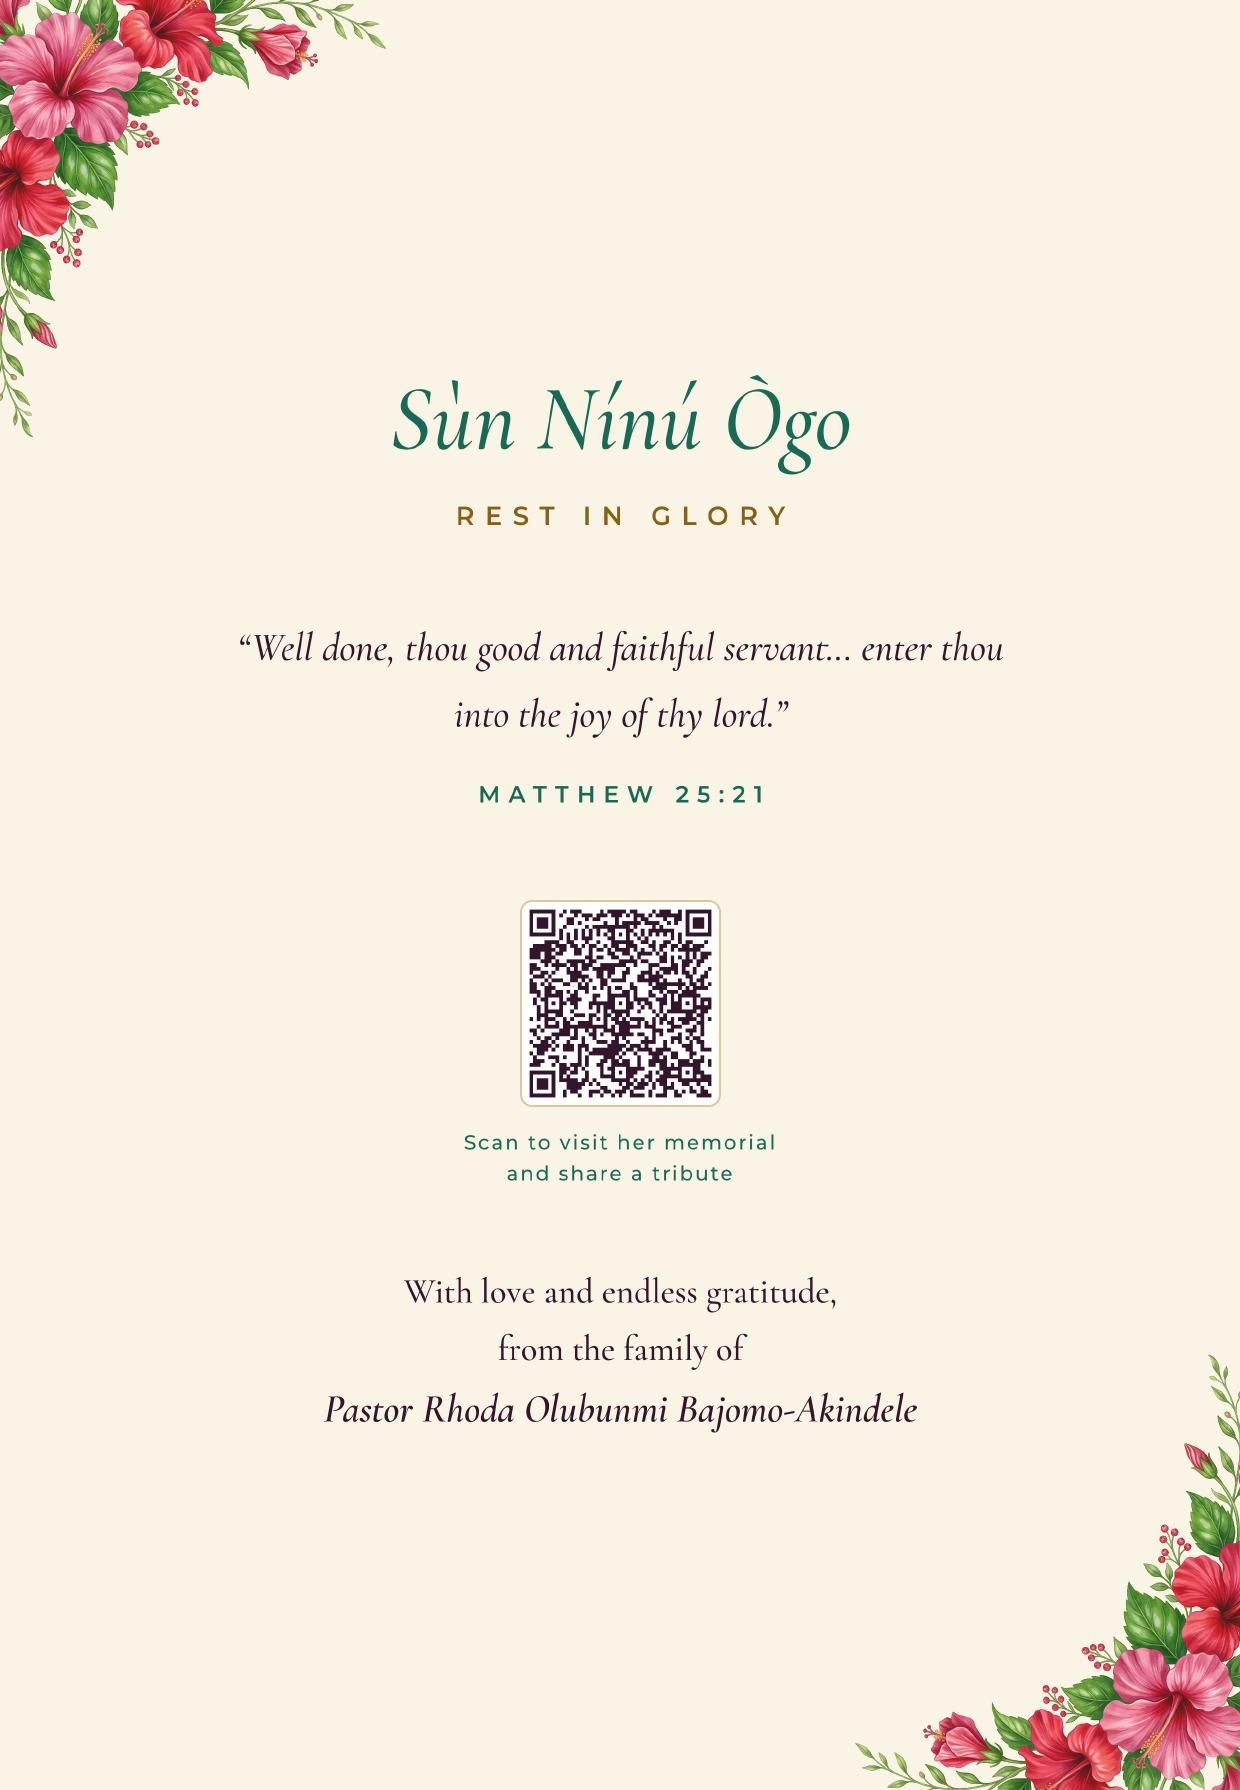 Sùn Nínú Ògo
REST IN GLORY
“Well done, thou good and faithful servant… enter thou
into the joy of thy lord.”
MATTHEW 25:21
Scan to visit her memorial
and share a tribute
With love and endless gratitude,
from the family of
Pastor Rhoda Olubunmi Bajomo-Akindele